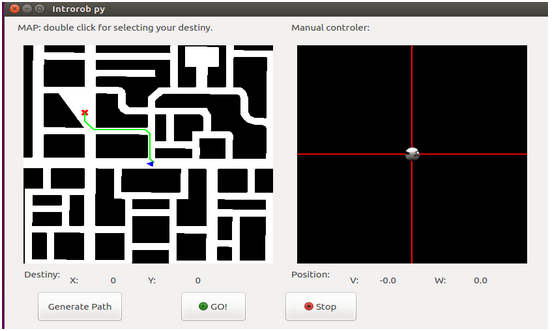 Introrob py
MAP: double click for selecting your destiny.
Manual controler:
Destiny:
X: 0 Y: 0
Position:
V: -0.0 W: 0.0
Generate Path
GO!
Stop